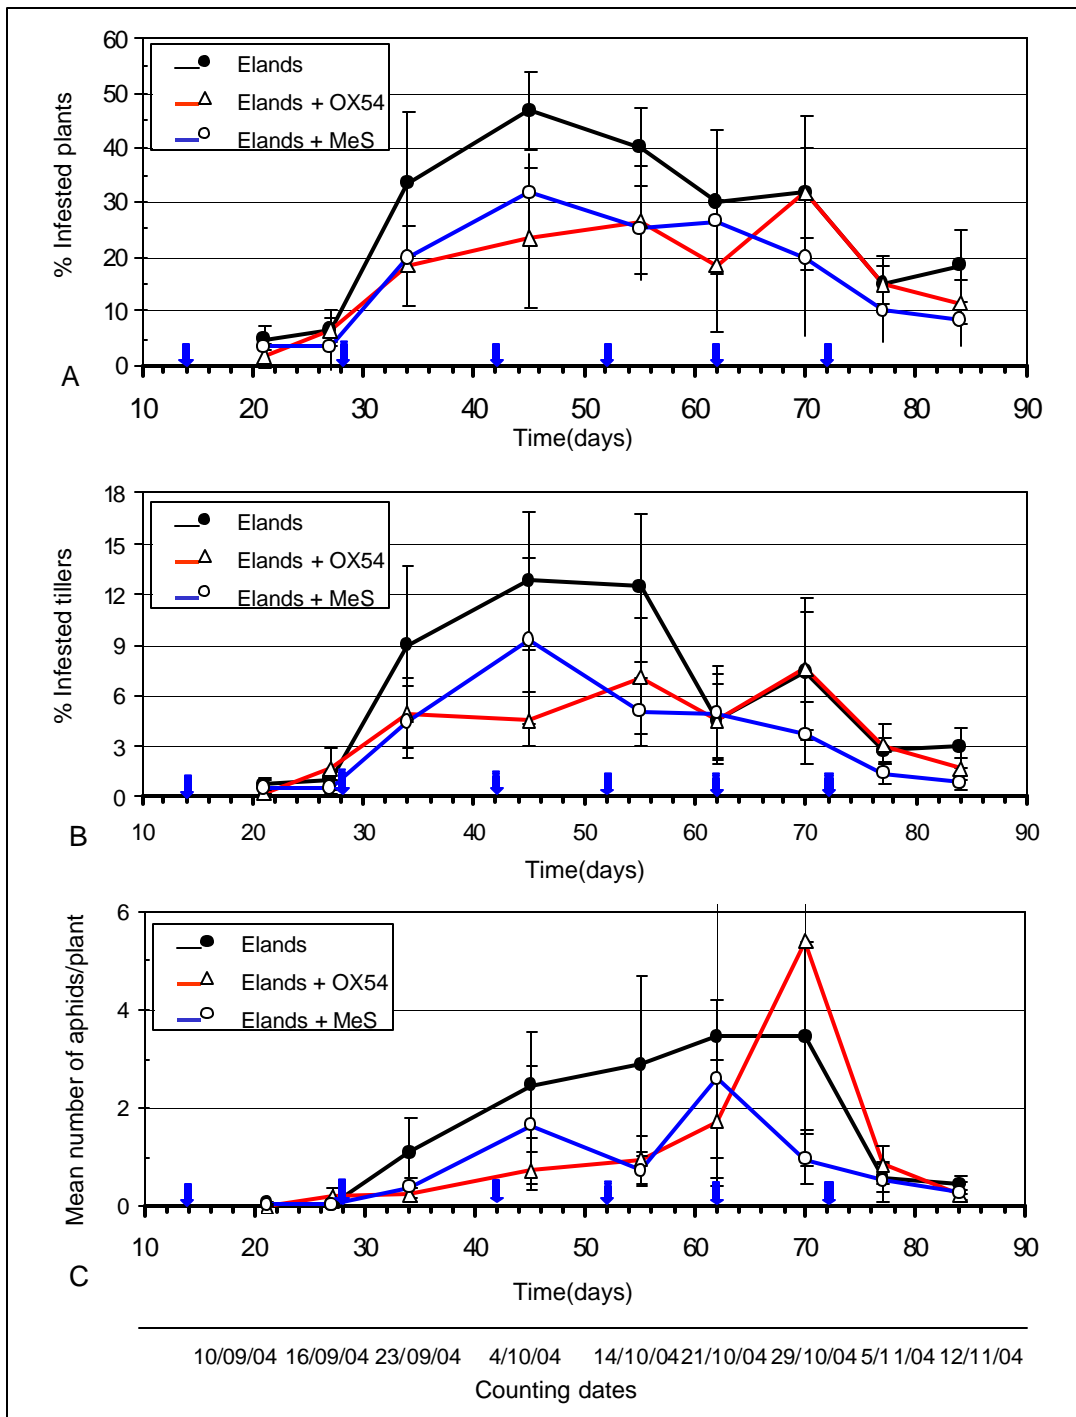 60
50
40
30
20
10
0
% Infested plants
Elands
Elands + OX54
Elands + MeS
A
10 20 30 40 50 60 70 80 90
Time(days)
18
15
12
9
6
3
0
% Infested tillers
Elands
Elands + OX54
Elands + MeS
B
10 20 30 40 50 60 70 80 90
Time(days)
6
4
2
0
Mean number of aphids/plant
Elands
Elands + OX54
Elands + MeS
10 20 30 40 50 60 70 80 90
C
Time(days)
10/09/04 16/09/04 23/09/04 4/10/04 14/10/04 21/10/04 29/10/04 5/11/04 12/11/04
Counting dates